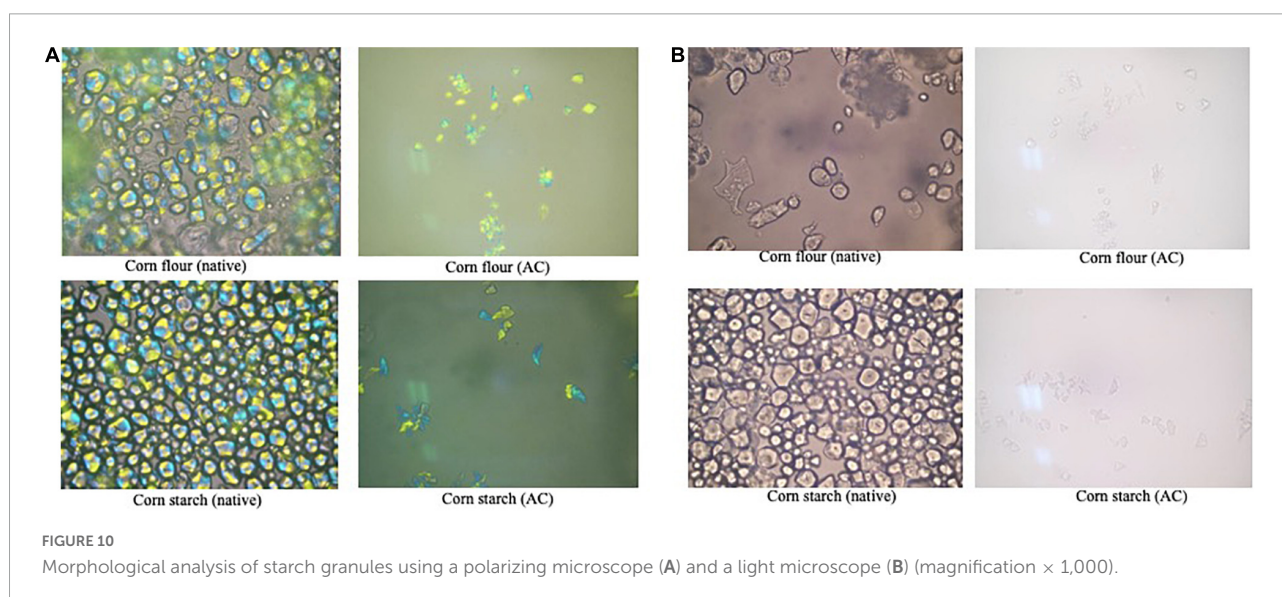 A
B
Corn flour (native)
Corn flour (AC)
Corn flour (native)
Corn flour (AC)
Corn starch (native)
Corn starch (AC)
Corn starch (native)
Corn starch (AC)
FIGURE 10
Morphological analysis of starch granules using a polarizing microscope (A) and a light microscope (B) (magnification × 1,000).